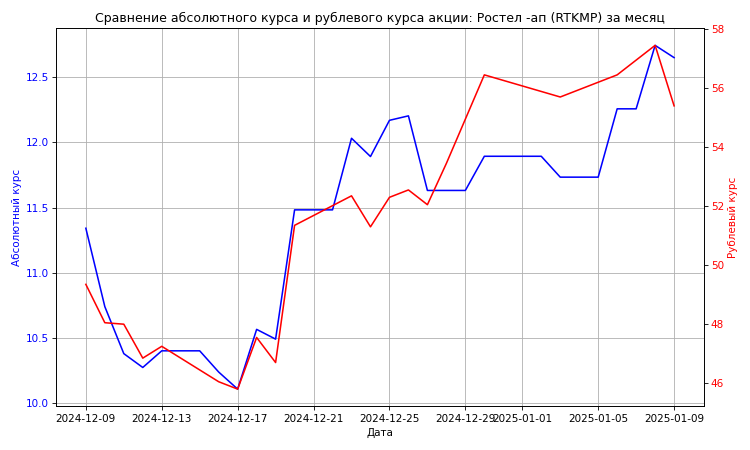 Сравнение абсолютного курса и рублевого курса акции: Ростел -ап (RTKMP) за месяц
Абсолютный курс
12.5
12.0
11.5
11.0
10.5
10.0
58
56
54
52
50
48
46
Рублевый курс
2024-12-09 2024-12-13 2024-12-17 2024-12-21 2024-12-25 2024-12-29 2025-01-01 2025-01-05 2025-01-09
Дата